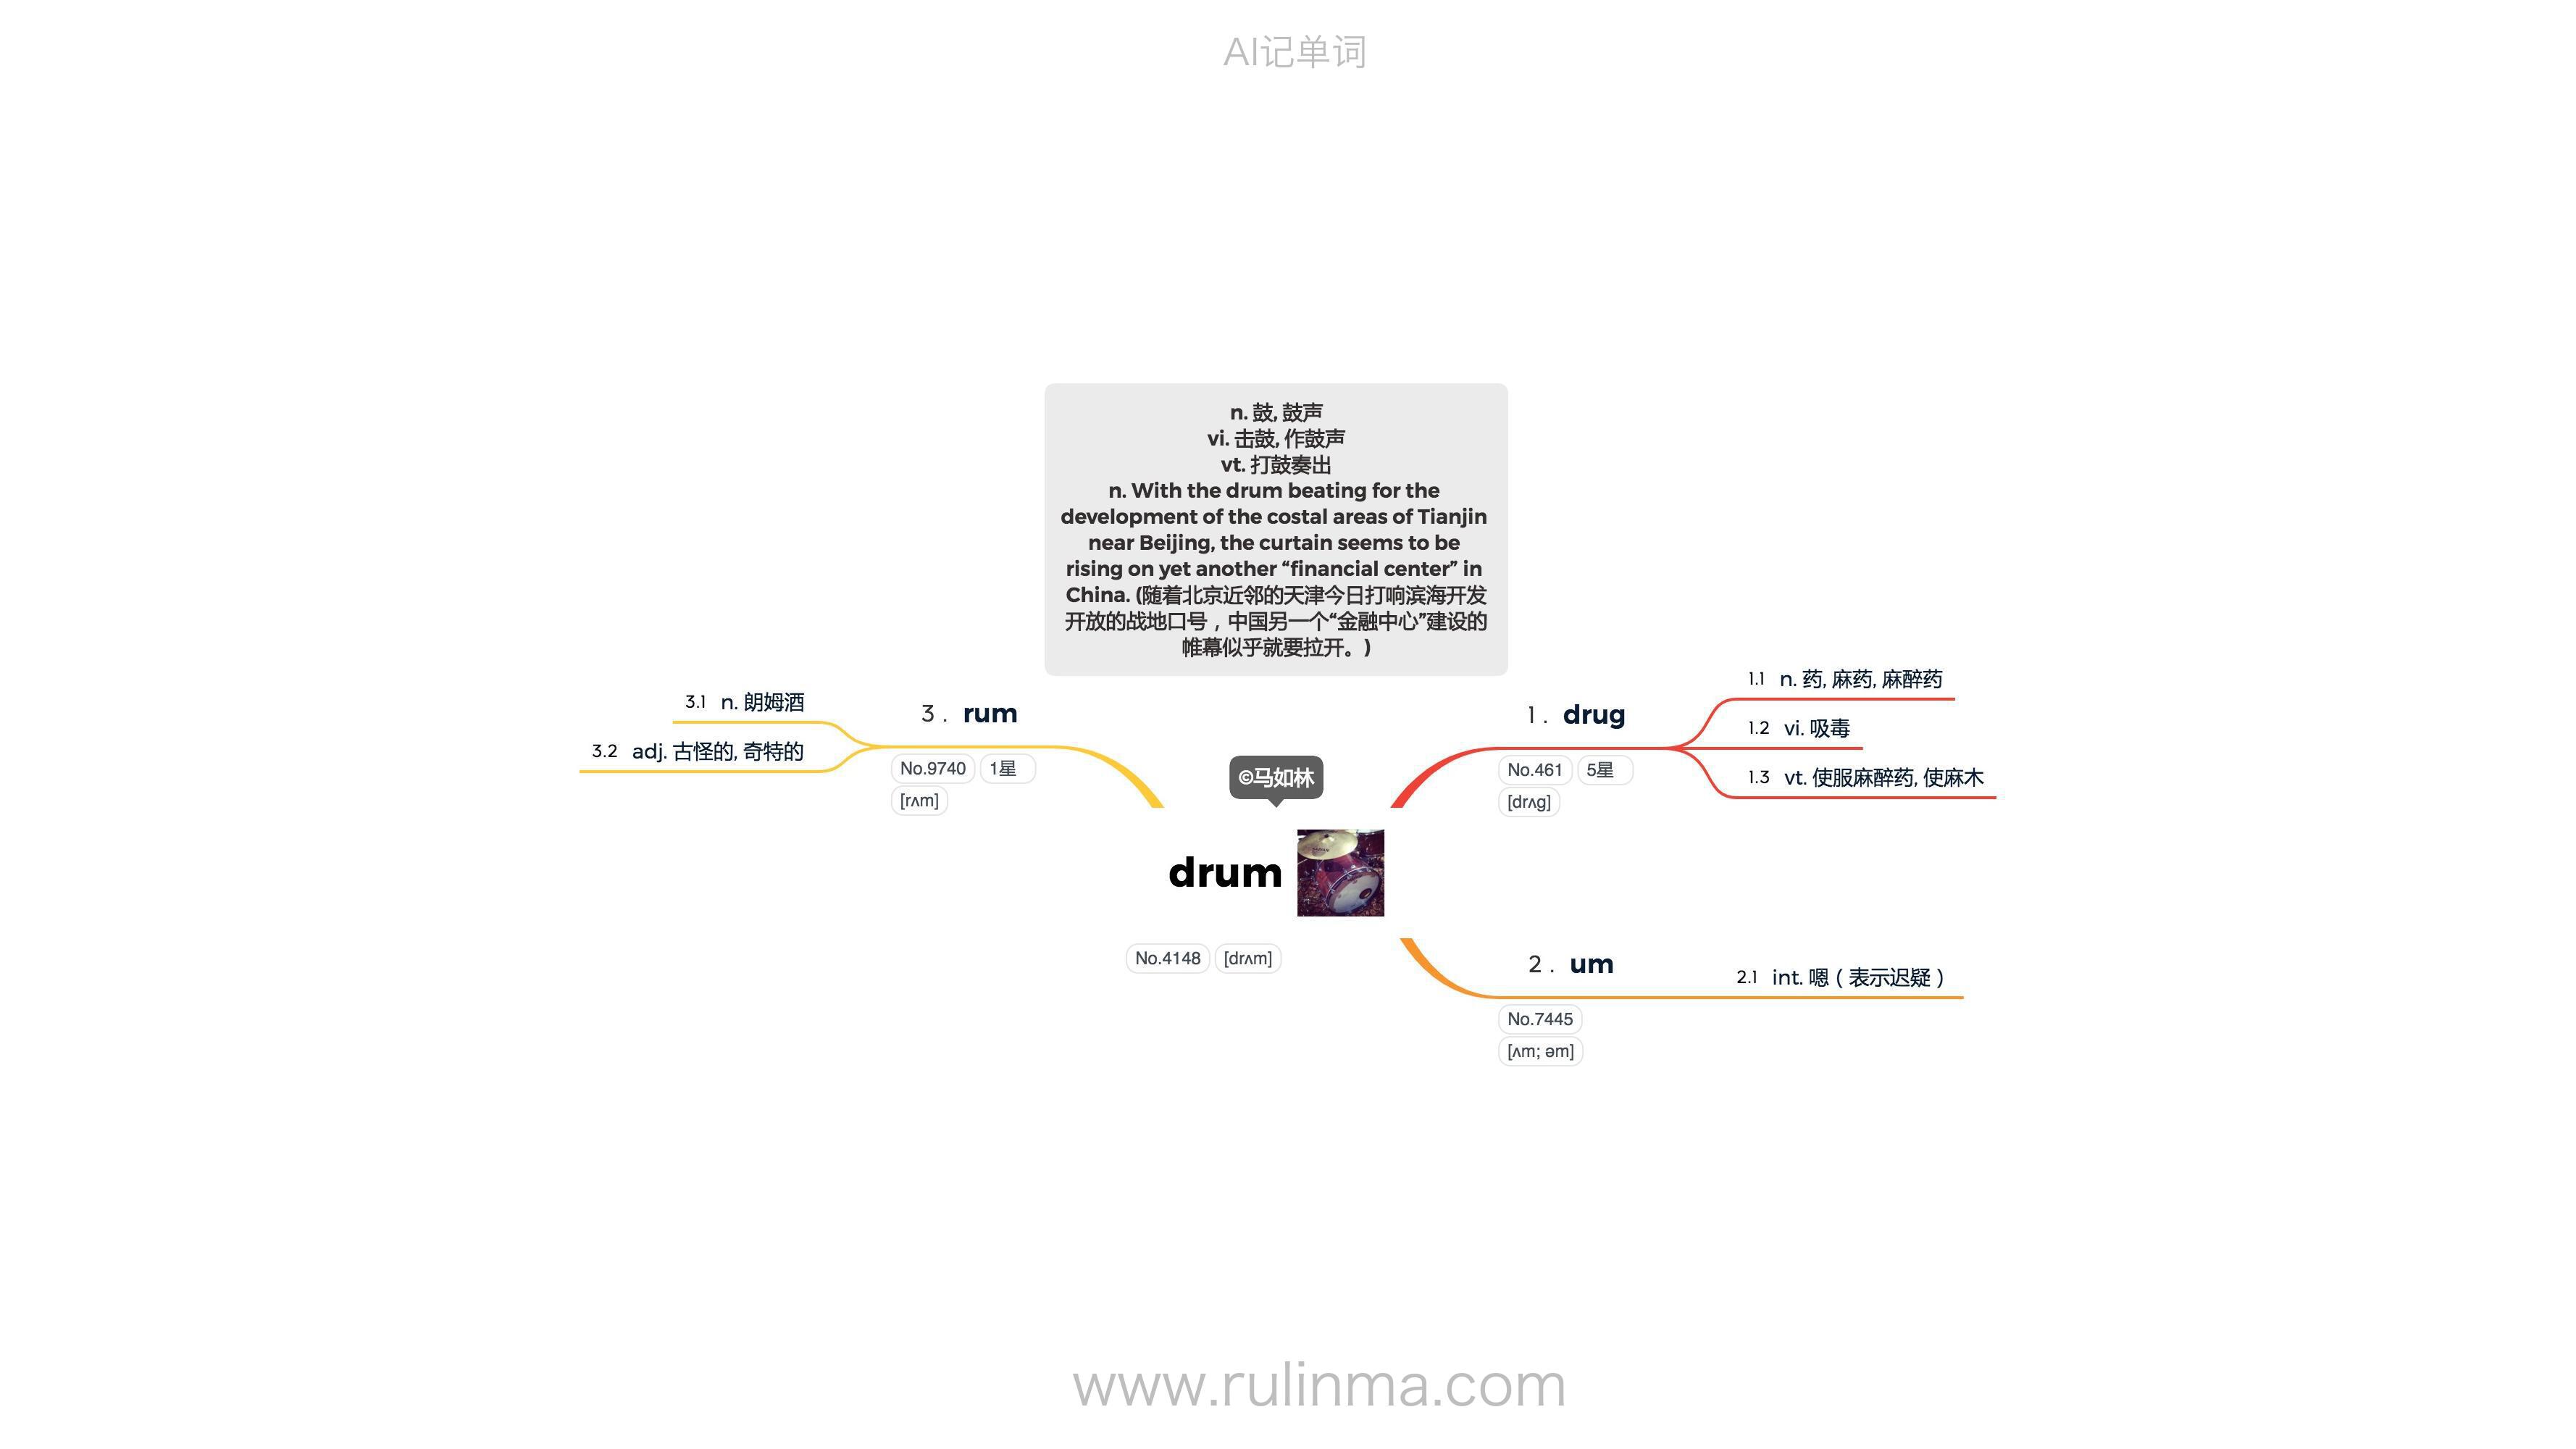 AI记单词
n. 鼓, 鼓声
vi. 击鼓, 作鼓声
vt. 打鼓奏出
n. With the drum beating for the
development of the costal areas of Tianjin
near Beijing, the curtain seems to be
rising on yet another “financial center” in
China. (随着北京近邻的天津今日打响滨海开发
开放的战地口号，中国另一个“金融中心”建设的
帷幕似乎就要拉开。)
©马如林
drum
No.4148 [drʌm]
1. drug
No.461 5星
[drʌg]
1.1 n. 药, 麻药, 麻醉药
1.2 vi. 吸毒
1.3 vt. 使服麻醉药, 使麻木
2. um
No.7445
[ʌm; əm]
2.1 int. 嗯（表示迟疑）
3. rum
No.9740 1星
[rʌm]
3.1 n. 朗姆酒
3.2 adj. 古怪的, 奇特的
www.rulinma.com